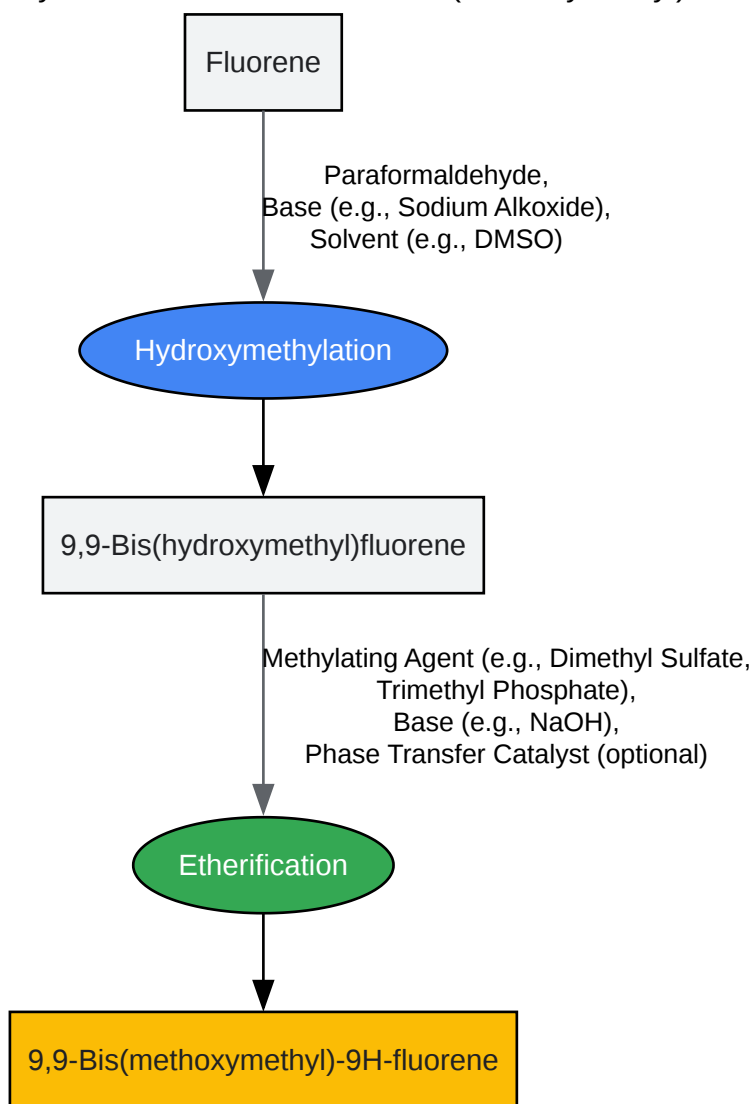 Fluorene
Paraformaldehyde,
Base (e.g., Sodium Alkoxide),
Solvent (e.g., DMSO)
Hydroxymethylation
9,9-Bis(hydroxymethyl)fluorene
Methylating Agent (e.g., Dimethyl Sulfate,
Trimethyl Phosphate),
Base (e.g., NaOH),
Phase Transfer Catalyst (optional)
Etherification
9,9-Bis(methoxymethyl)-9H-fluorene